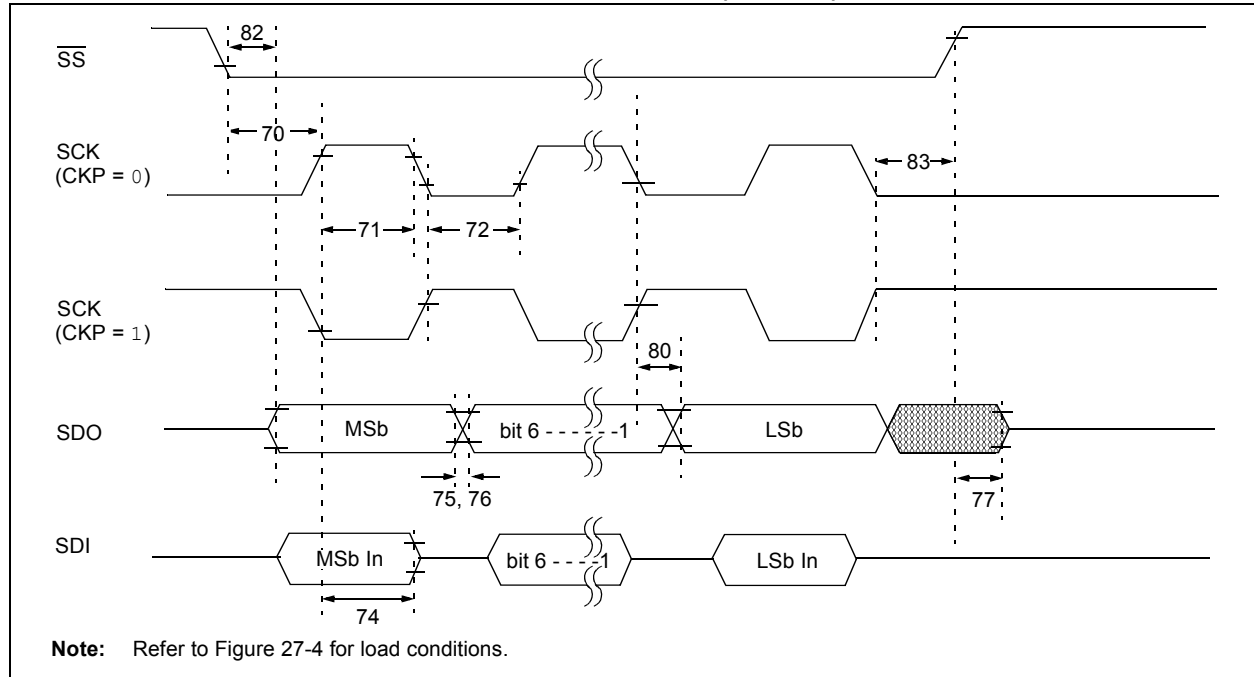 82
SS
70
SCK
(CKP = 0)
83
71
72
SCK
(CKP = 1)
80
SDO
MSb
bit 6 - - - - - -1
LSb
75, 76
77
SDI
MSb In
bit 6 - - - -1
LSb In
74
Note: Refer to Figure 27-4 for load conditions.